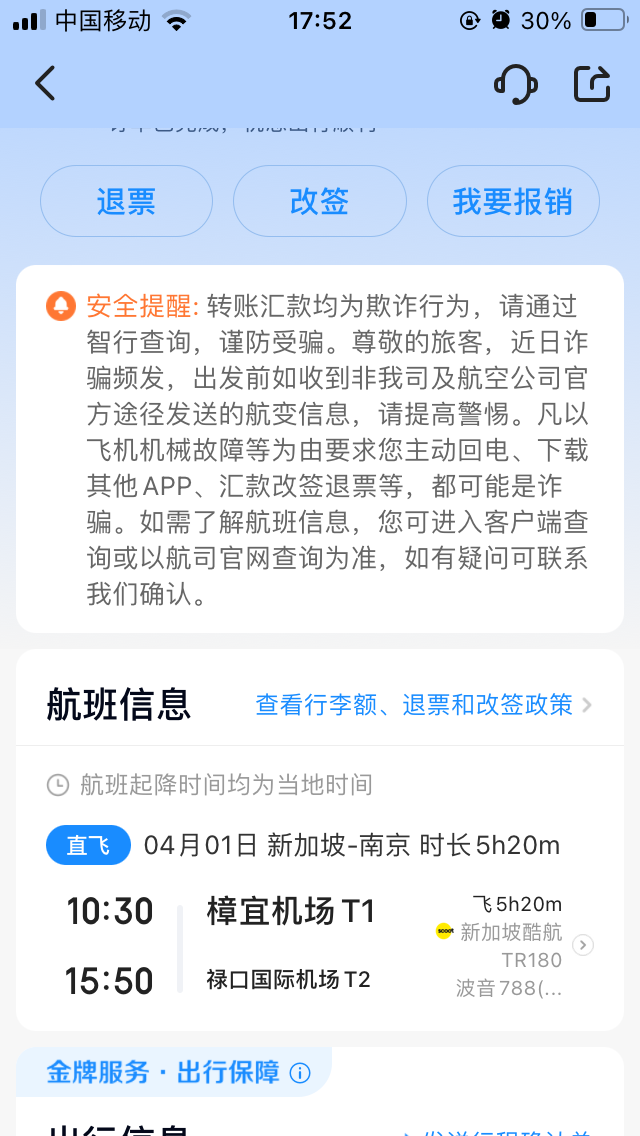 中国移动 17:52 30%
退票 改签 我要报销
安全提醒: 转账汇款均为欺诈行为，请通过
智行查询，谨防受骗。尊敬的旅客，近日诈
骗频发，出发前如收到非我司及航空公司官
方途径发送的航变信息，请提高警惕。凡以
飞机机械故障等为由要求您主动回电、下载
其他APP、汇款改签退票等，都可能是诈
骗。如需了解航班信息，您可进入客户端查
询或以航司官网查询为准，如有疑问可联系
我们确认。
航班信息 查看行李额、退票和改签政策
航班起降时间均为当地时间
直飞 04月01日 新加坡-南京 时长5h20m
10:30 樟宜机场T1
15:50 禄口国际机场T2
飞5h20m
scoot 新加坡酷航
TR180
波音788(...
金牌服务·出行保障
出行信息